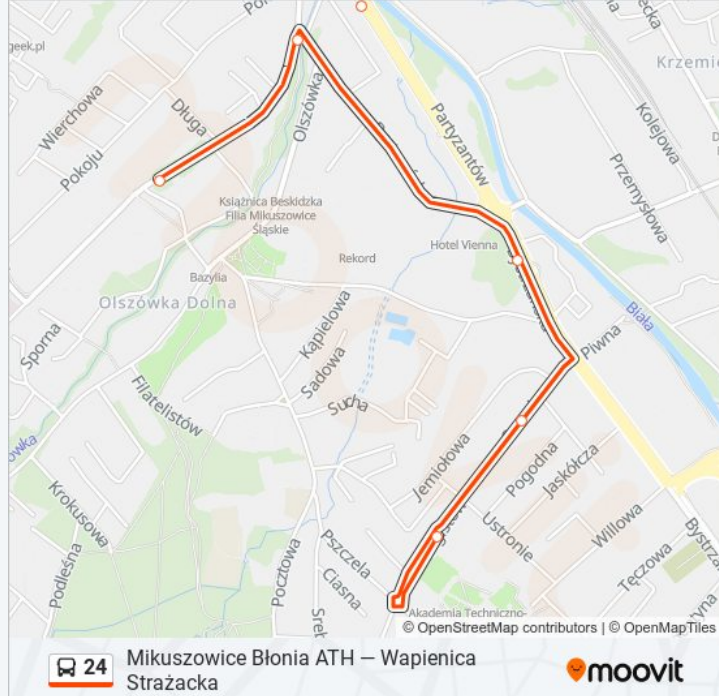 geek.pl
Krzemie
Wierchowa
Długa
Olszówka
Partyzantów
Kolejowa
Pokoju
Przemysłowa
Książnica Beskidzka
Filia Mikuszowice
Śląskie
Hotel Vienna
Rekord
Bazylia
Olszówka Dolna
Biała
Piwna
Kąpielowa
Sporna
Sadowa
Sucha
Filatelistów
Jemiołowa
Pogodna
Jaskółcza
Krokusowa
Ustronie
Willowa
Pszczela
Bystrza
Podleśna
Pocztowa
Ciasna
Tęczowa
Akademia Techniczno-
© OpenStreetMap contributors | © OpenMapTiles
24
Mikuszowice Błonia ATH — Wapienica
Strażacka
moovit